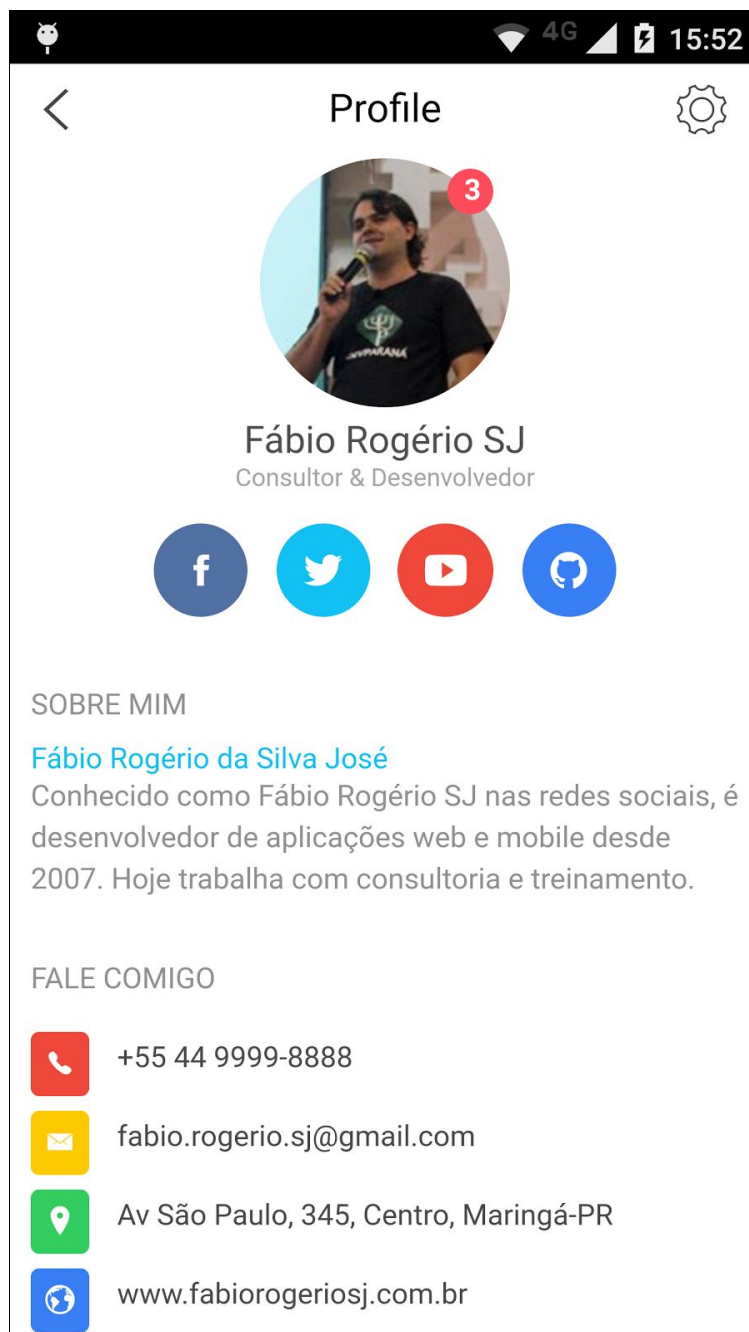 4G 15:52
Profile
3
DEVPARANÁ
Fábio Rogério SJ
Consultor & Desenvolvedor
SOBRE MIM
Fábio Rogério da Silva José
Conhecido como Fábio Rogério SJ nas redes sociais, é
desenvolvedor de aplicações web e mobile desde
2007. Hoje trabalha com consultoria e treinamento.
FALE COMIGO
+55 44 9999-8888
fabio.rogerio.sj@gmail.com
Av São Paulo, 345, Centro, Maringá-PR
www.fabiorogeriosj.com.br